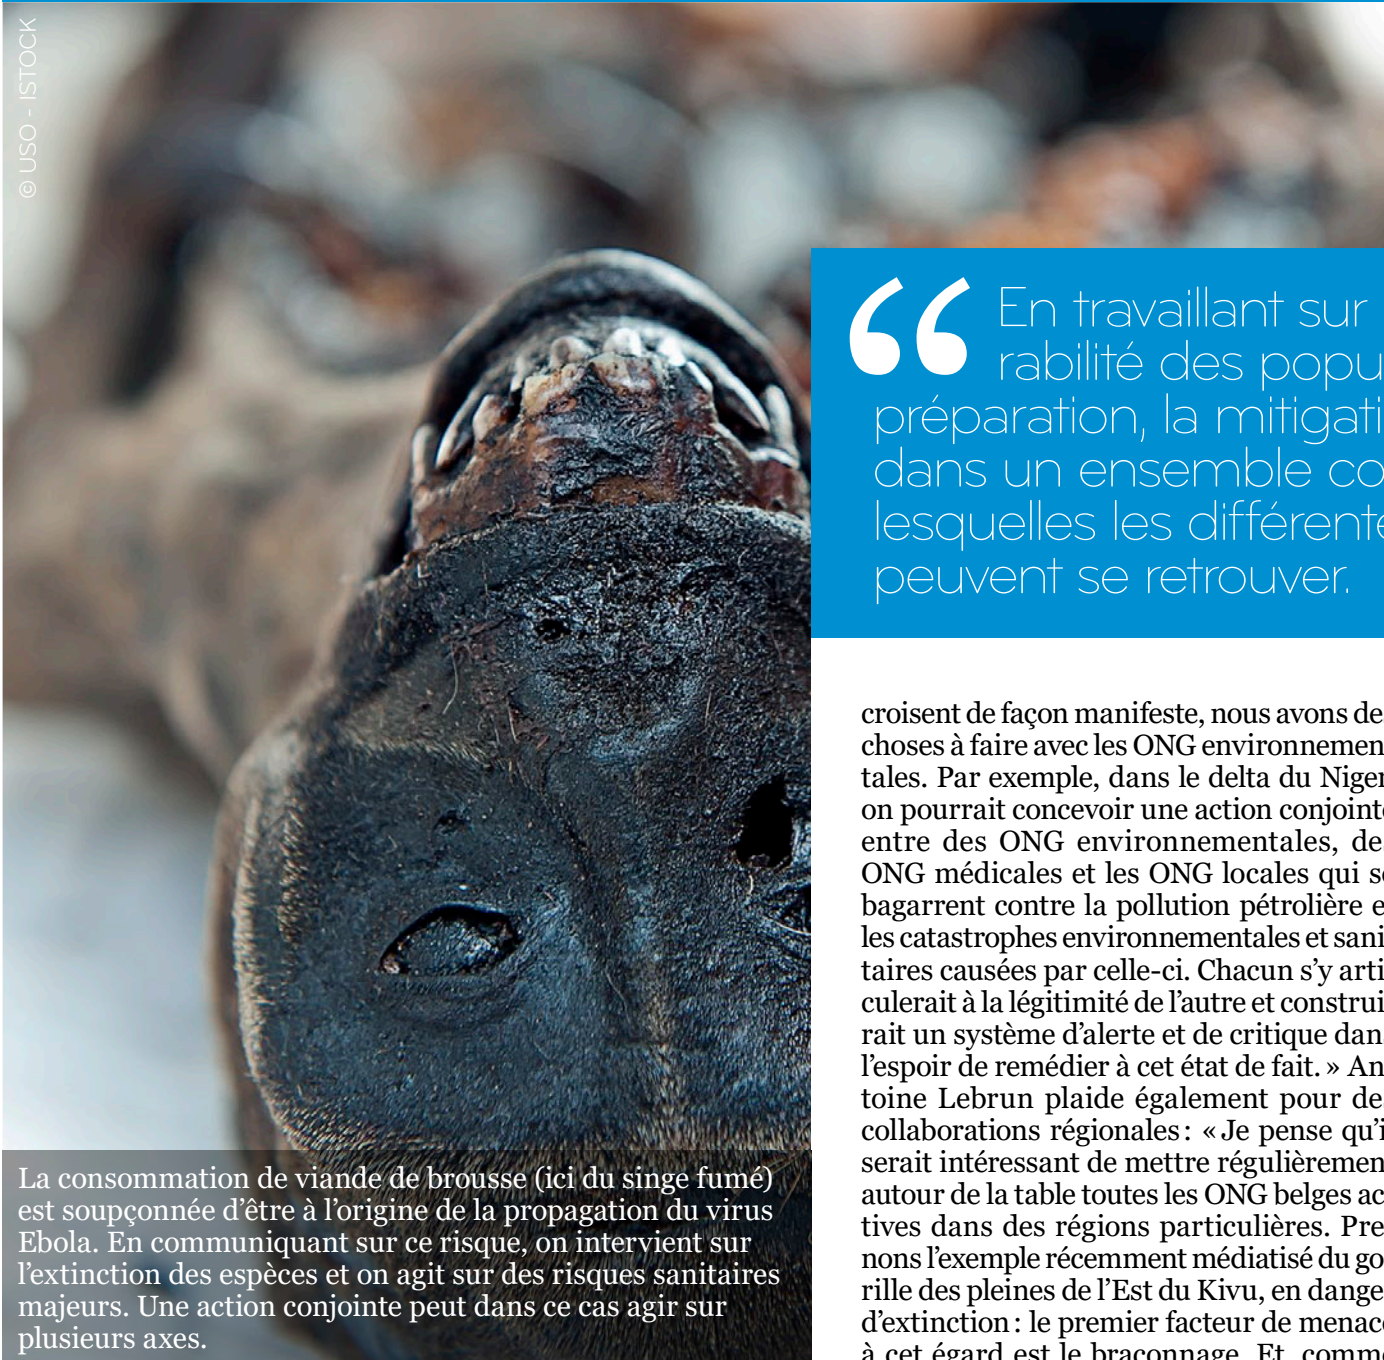 © USO - ISTOCK
“ En travaillant sur
rabilité des popu
préparation, la mitigati
dans un ensemble co
lesquelles les différente
peuvent se retrouver.
croisent de façon manifeste, nous avons de
choses à faire avec les ONG environnemen
tales. Par exemple, dans le delta du Niger
on pourrait concevoir une action conjointe
entre des ONG environnementales, de
ONG médicales et les ONG locales qui se
bagarrent contre la pollution pétrolière e
les catastrophes environnementales et sani
taires causées par celle-ci. Chacun s’y arti
culerait à la légitimité de l’autre et construi
rait un système d’alerte et de critique dan
l’espoir de remédier à cet état de fait. » An
toine Lebrun plaide également pour de
collaborations régionales : « Je pense qu’i
serait intéressant de mettre régulièremen
autour de la table toutes les ONG belges ac
tives dans des régions particulières. Pre
nons l’exemple récemment médiatisé du go
rille des pleines de l’Est du Kivu, en dange
d’extinction : le premier facteur de menace
à cet égard est le braconnage. Et, comme
La consommation de viande de brousse (ici du singe fumé)
est soupçonnée d’être à l’origine de la propagation du virus
Ebola. En communiquant sur ce risque, on intervient sur
l’extinction des espèces et on agit sur des risques sanitaires
majeurs. Une action conjointe peut dans ce cas agir sur
plusieurs axes.